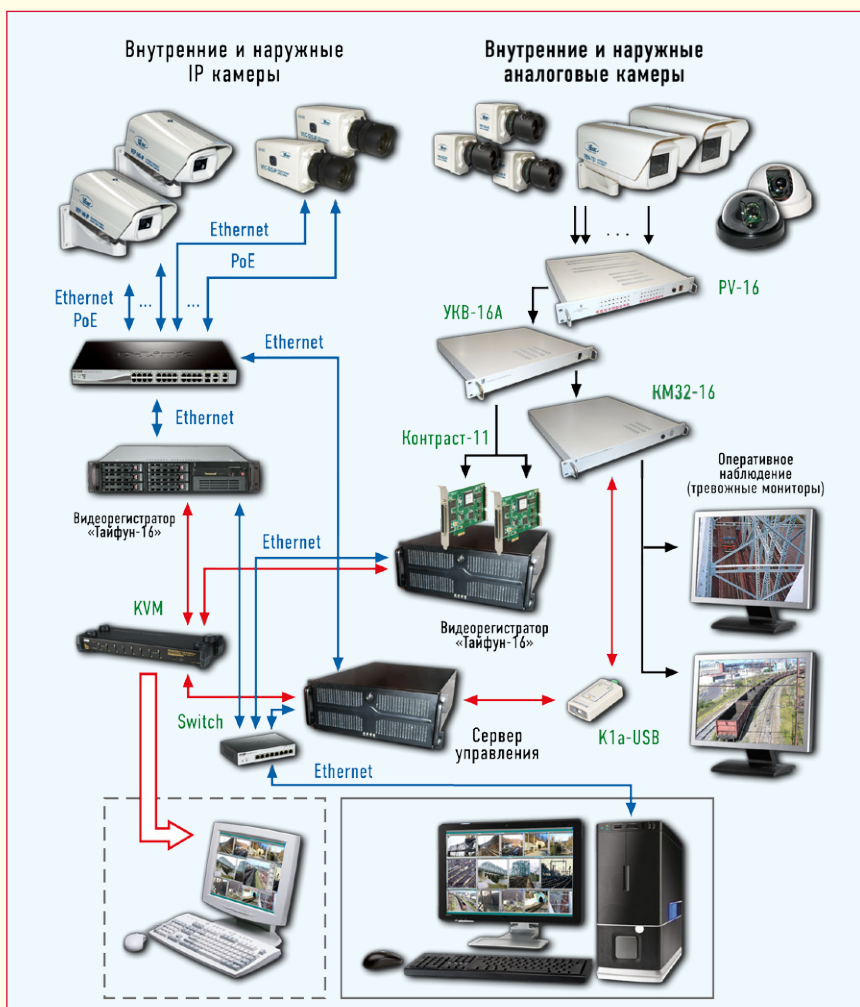 Внутренние и наружные
IP камеры
Внутренние и наружные
аналоговые камеры
Ethernet
PoE
...
...
Ethernet
PoE
...
PV-16
УКВ-16А
Ethernet
КМ32-16
Ethernet
Контраст-11
Оперативное
наблюдение
(тревожные мониторы)
Видеорегистратор
«Тайфун-16»
Ethernet
KVM
Видеорегистратор
«Тайфун-16»
Switch
Сервер
управления
K1a-USB
Ethernet